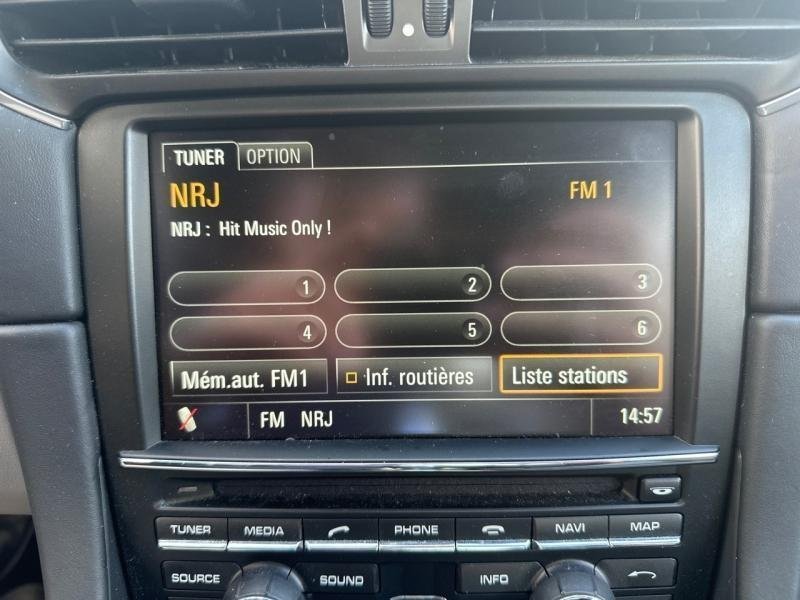 TUNER OPTION
NRJ FM 1
NRJ : Hit Music Only !
1 2 3
4 5 6
Mém.aut. FM1 Inf. routières Liste stations
FM NRJ 14:57
TUNER MEDIA PHONE NAVI MAP
SOURCE SOUND INFO